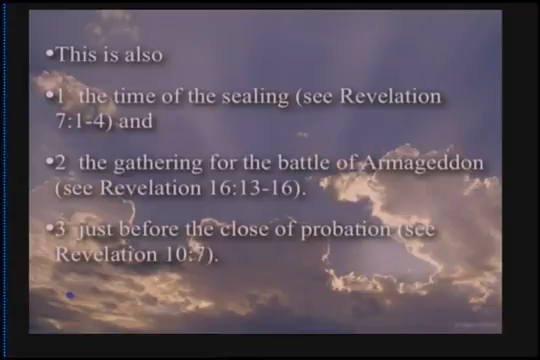 •This is also
•1 the time of the sealing (see Revelation
7:1-4) and
•2 the gathering for the battle of Armageddon
(see Revelation 16:13-16).
•3 just before the close of probation (see
Revelation 10:7).